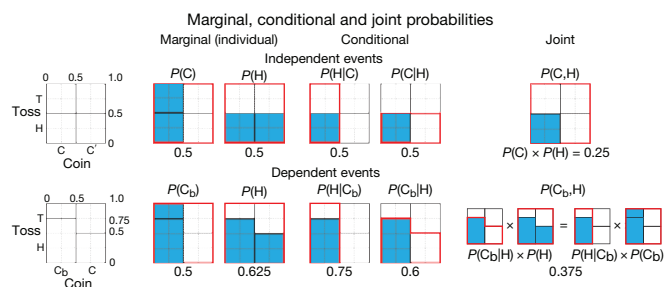 Marginal, conditional and joint probabilities
Marginal (individual) Conditional Joint
Independent events
0 0.5 1.0 P(C) P(H) P(H|C) P(C|H) P(C,H)
T
Toss 0.5
H
0
C C′
Coin
0.5 0.5 0.5 0.5 P(C) × P(H) = 0.25
Dependent events
0 0.5 1.0 P(Cb) P(H) P(H|Cb) P(Cb|H) P(Cb,H)
T 0.75
Toss 0.5
H
0
Cb C
Coin
× = ×
P(Cb|H) × P(H) P(H|Cb) × P(Cb)
0.5 0.625 0.75 0.6 0.375